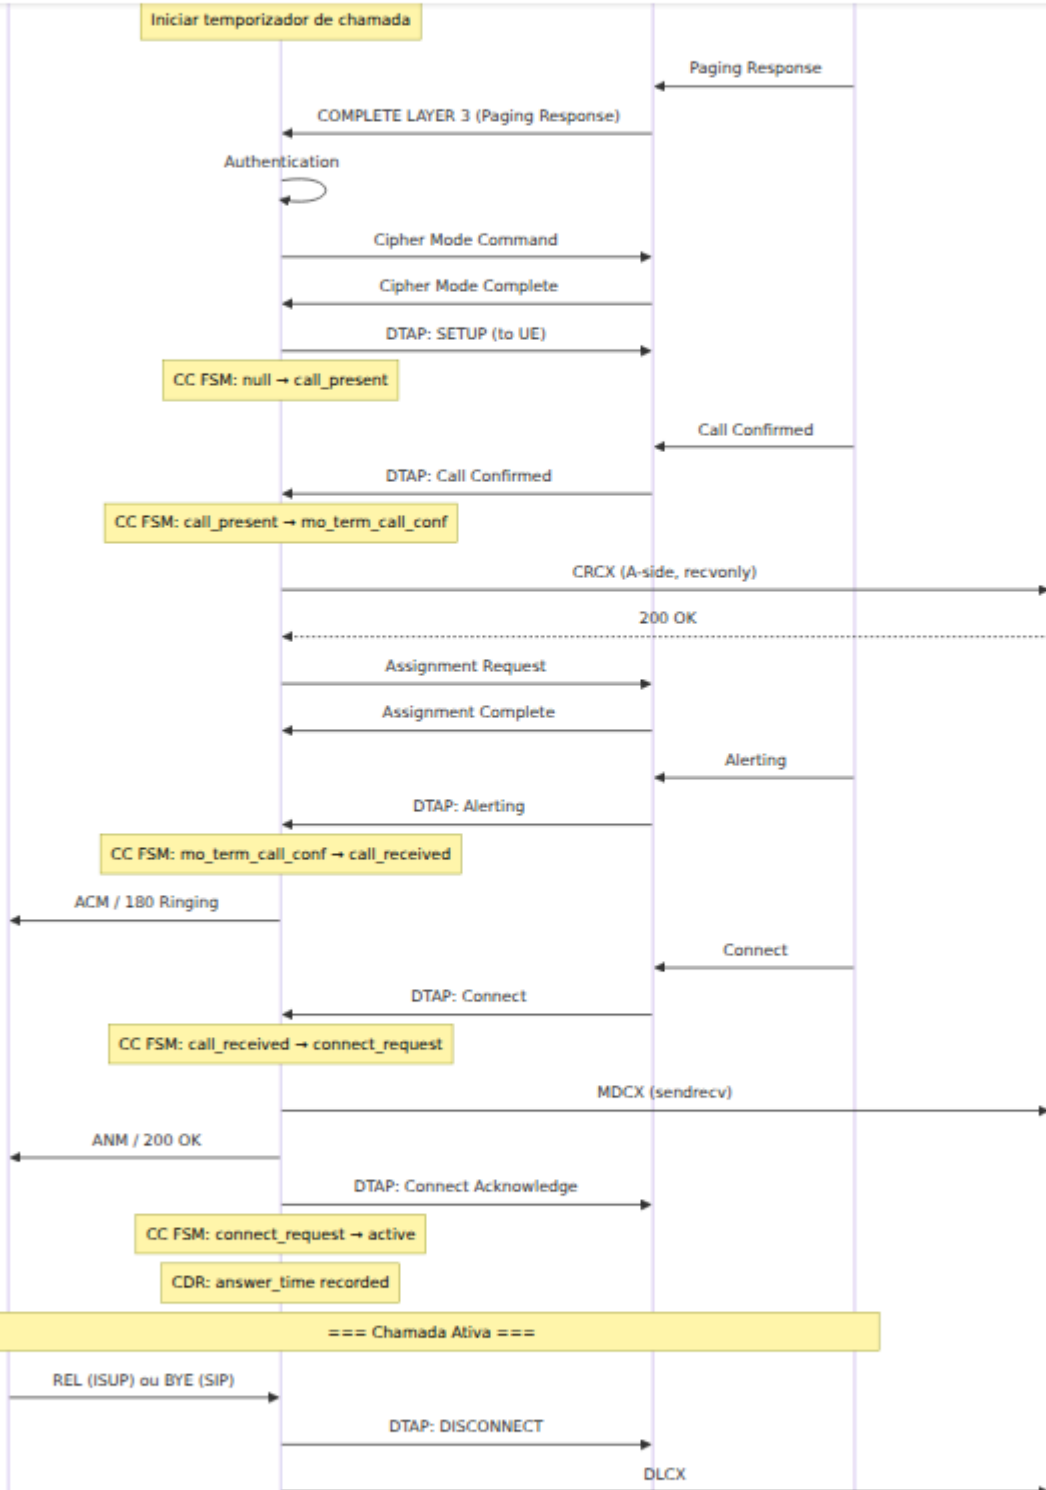 Iniciar temporizador de chamada
Paging Response
COMPLETE LAYER 3 (Paging Response)
Authentication
Cipher Mode Command
Cipher Mode Complete
DTAP: SETUP (to UE)
CC FSM: null → call_present
Call Confirmed
DTAP: Call Confirmed
CC FSM: call_present → mo_term_call_conf
CRCX (A-side, recvonly)
200 OK
Assignment Request
Assignment Complete
Alerting
DTAP: Alerting
CC FSM: mo_term_call_conf → call_received
ACM / 180 Ringing
Connect
DTAP: Connect
CC FSM: call_received → connect_request
MDCX (sendrecv)
ANM / 200 OK
DTAP: Connect Acknowledge
CC FSM: connect_request → active
CDR: answer_time recorded
=== Chamada Ativa ===
REL (ISUP) ou BYE (SIP)
DTAP: DISCONNECT
DLCX